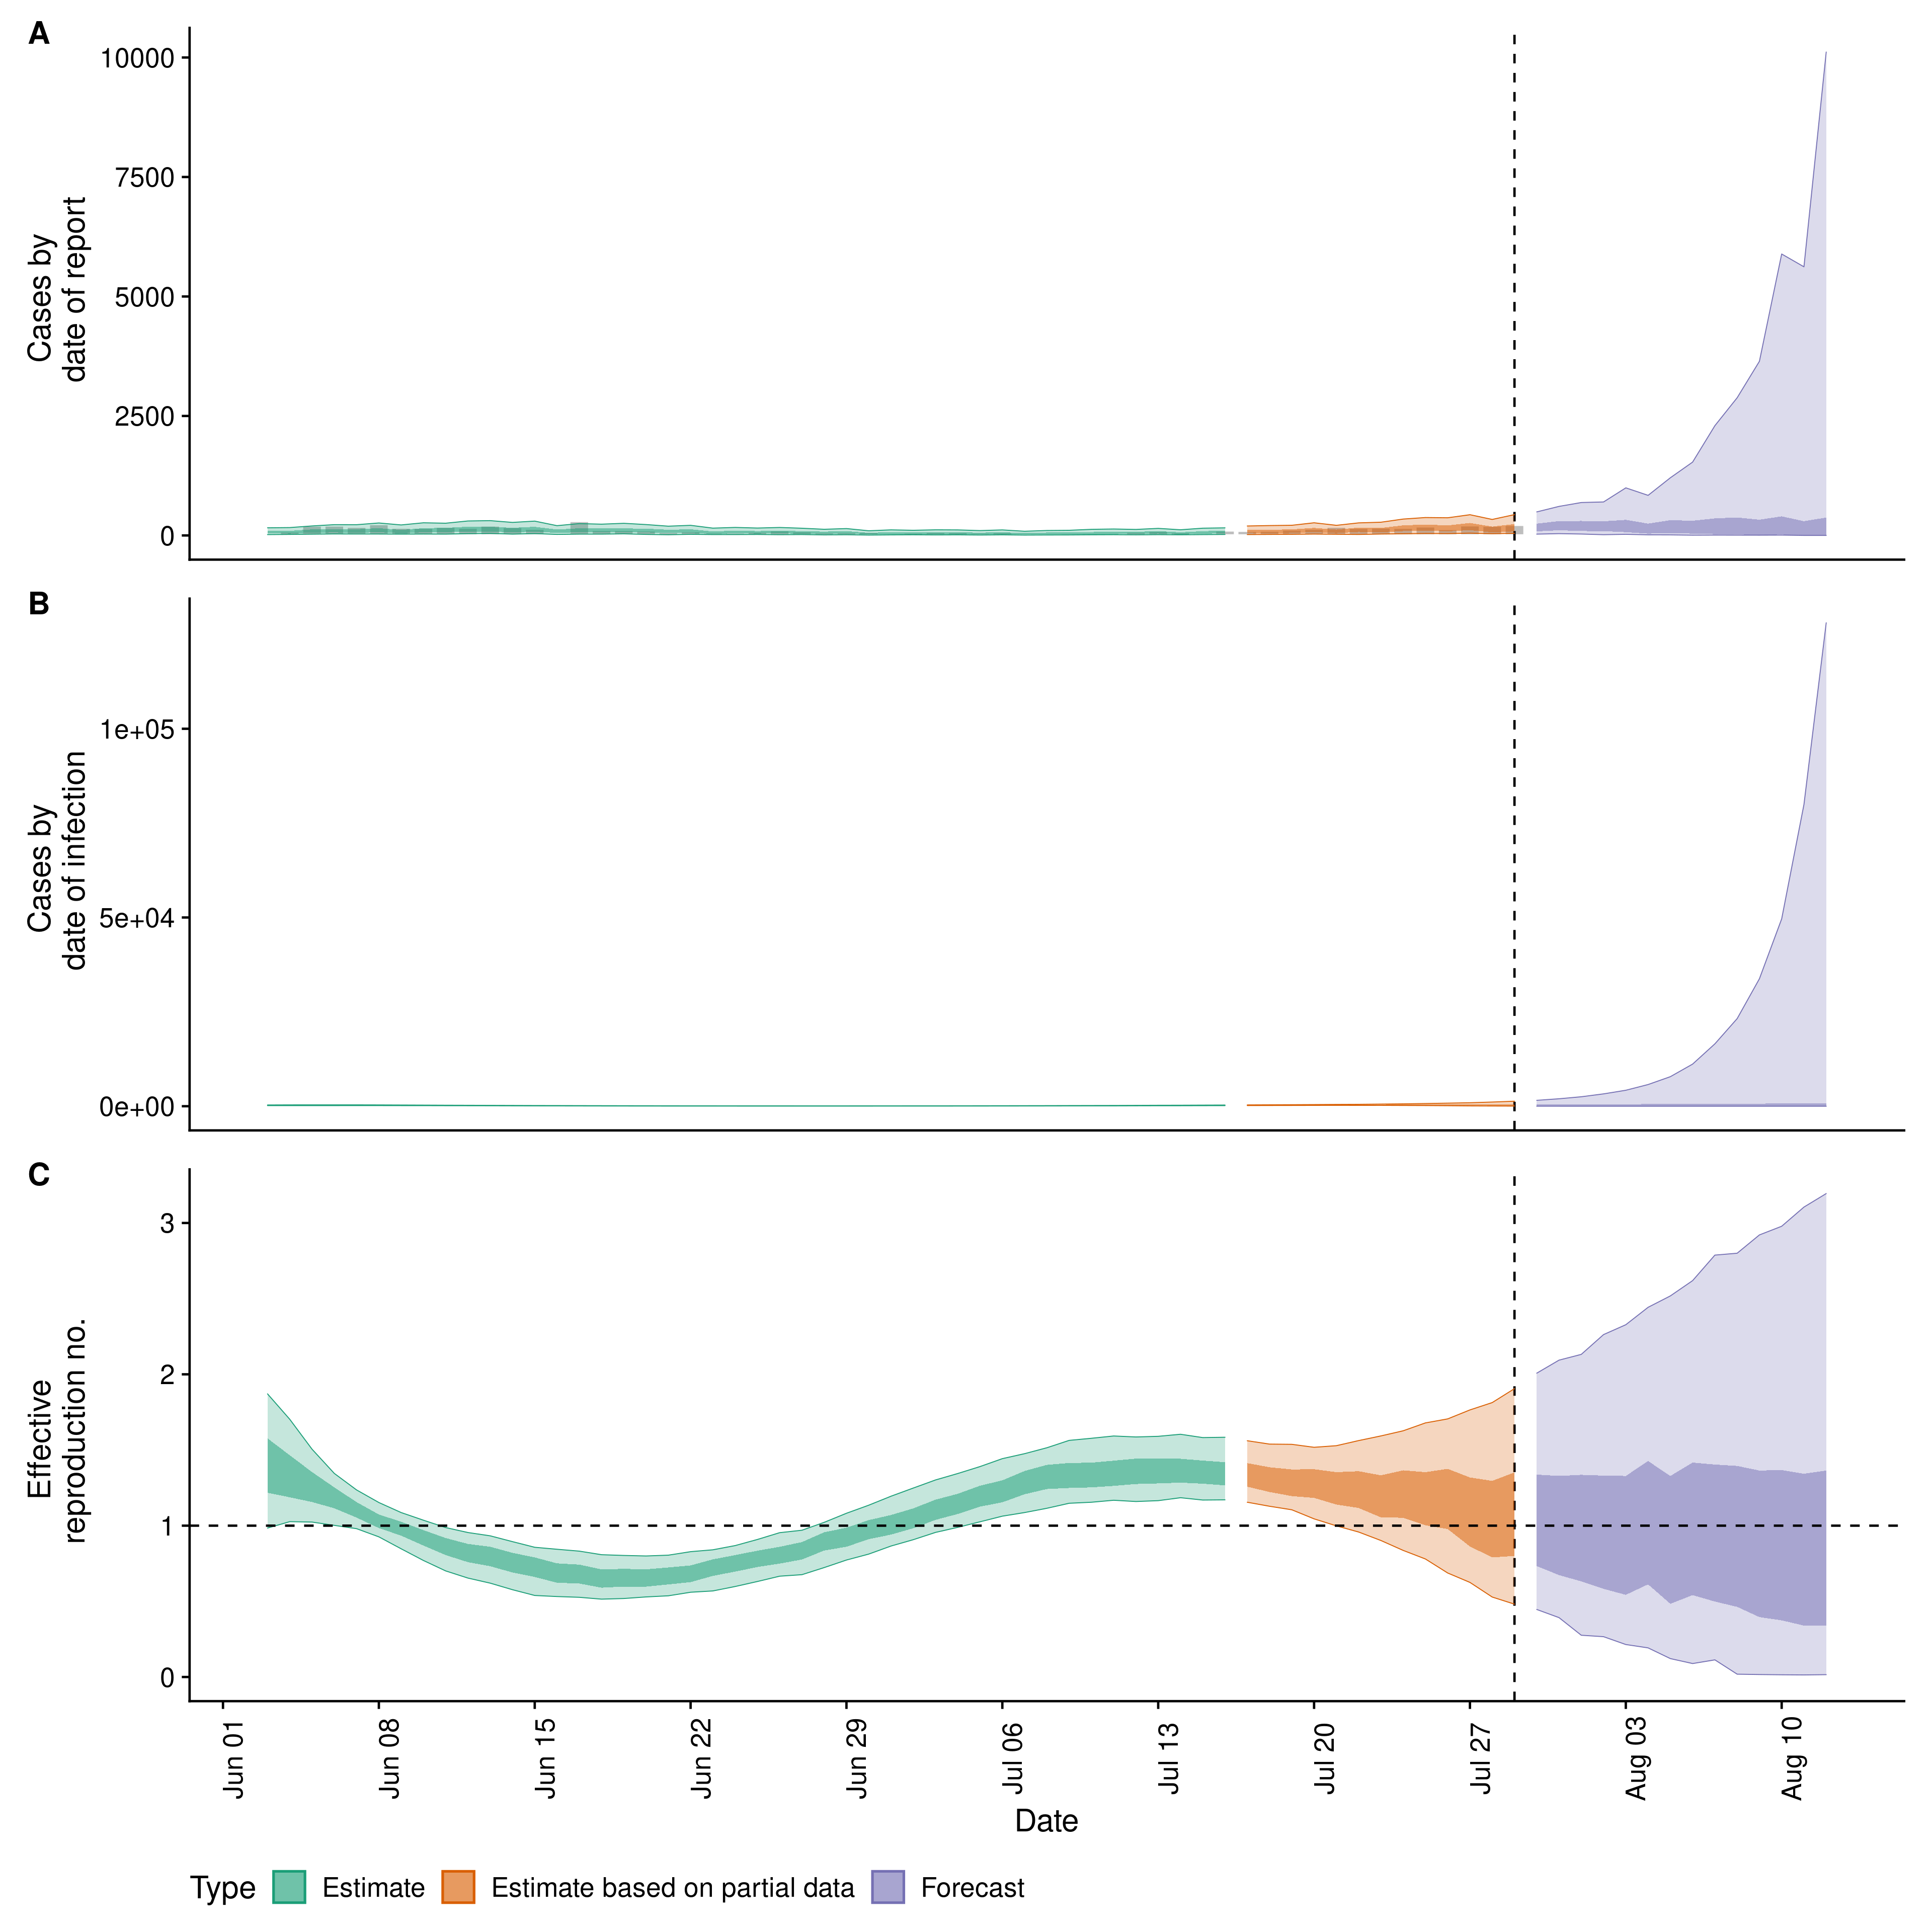 A
10000
7500
5000
2500
0
Cases by
date of report
B
1e+05
5e+04
0e+00
Cases by
date of infection
C
3
2
1
0
Effective
reproduction no.
Jun 01
Jun 08
Jun 15
Jun 22
Jun 29
Jul 06
Jul 13
Jul 20
Jul 27
Aug 03
Aug 10
Date
Type Estimate Estimate based on partial data Forecast